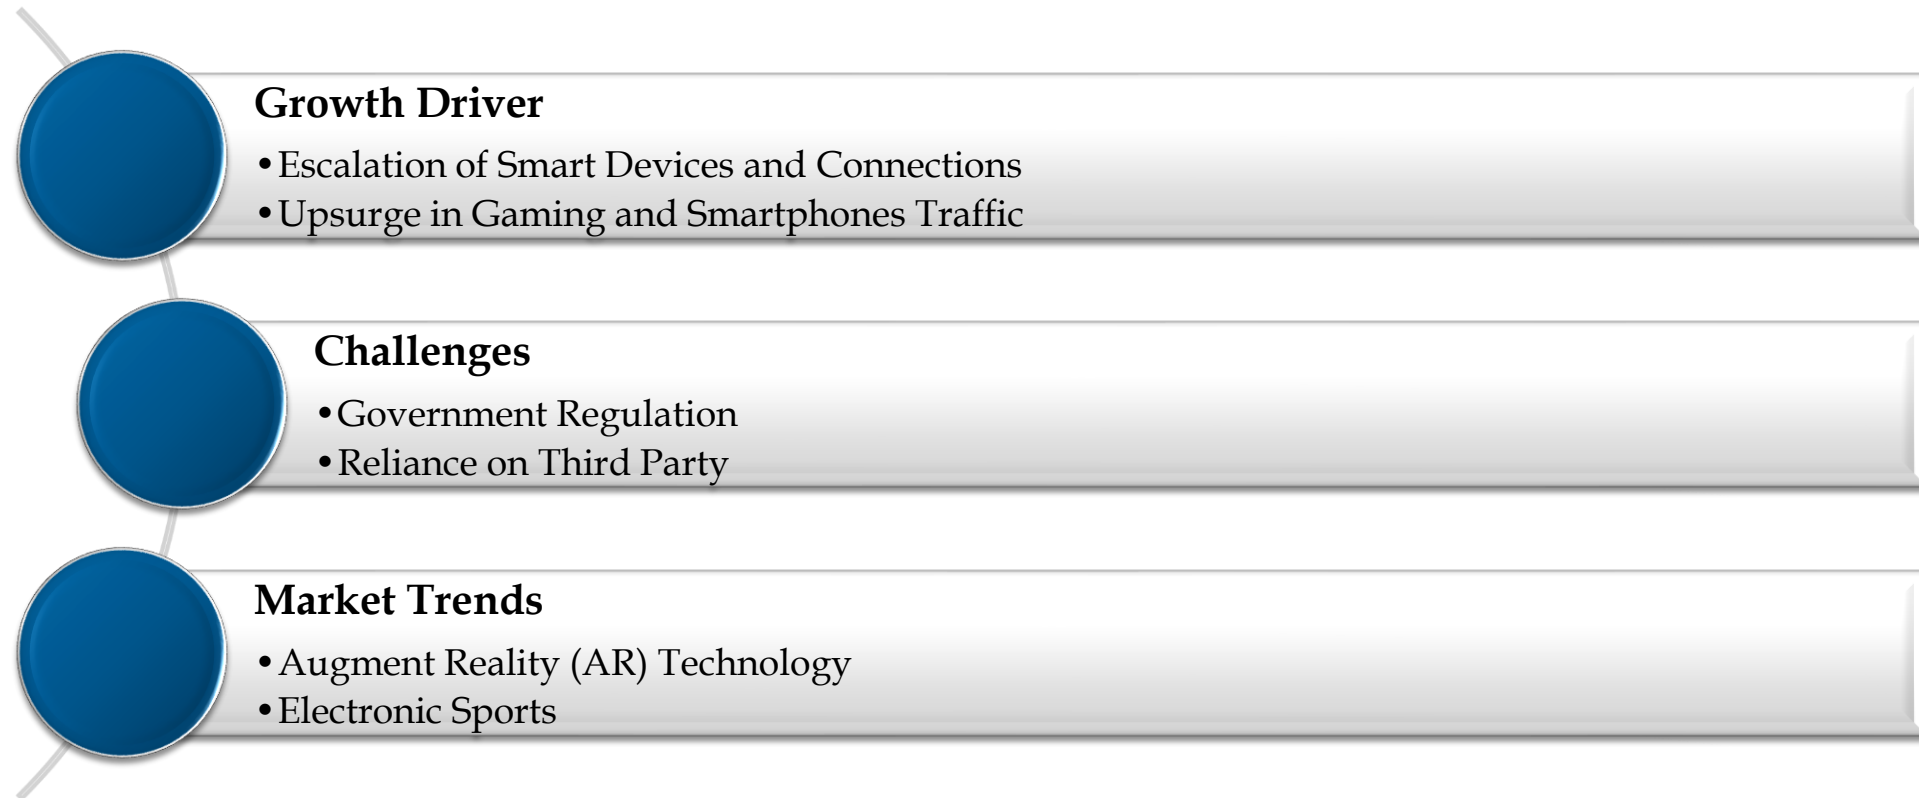 Growth Driver
•Escalation of Smart Devices and Connections
•Upsurge in Gaming and Smartphones Traffic
Challenges
•Government Regulation
•Reliance on Third Party
Market Trends
•Augment Reality (AR) Technology
•Electronic Sports